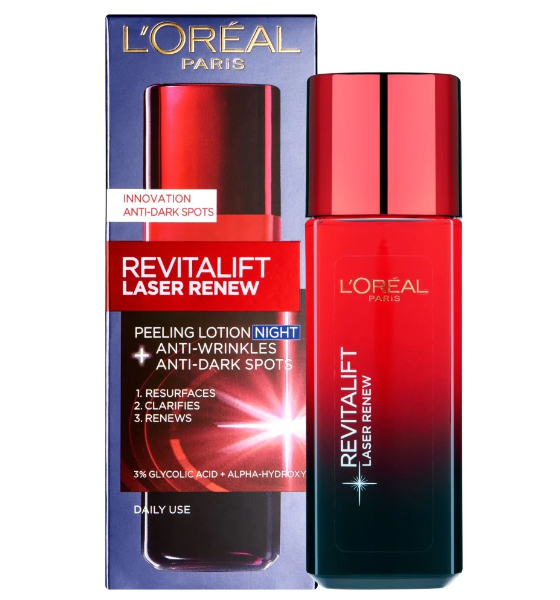 L'ORÉAL
PARIS
INNOVATION
ANTI-DARK SPOTS
REVITALIFT
LASER RENEW
PEELING LOTION NIGHT
+ ANTI-WRINKLES
ANTI-DARK SPOTS
1. RESURFACES
2. CLARIFIES
3. RENEWS
3% GLYCOLIC ACID + ALPHA-HYDROXY
DAILY USE
L'ORÉAL
PARIS
REVITALIFT
LASER RENEW